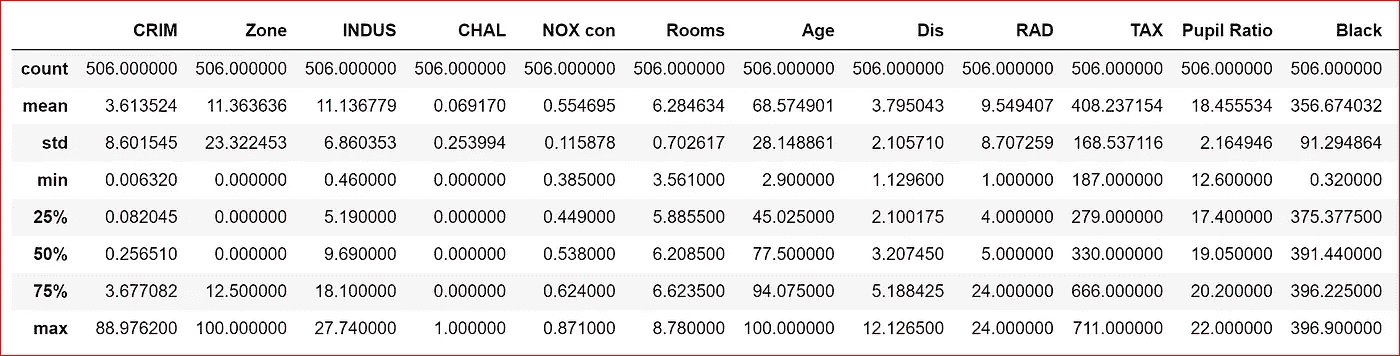 CRIM Zone INDUS CHAL NOX con Rooms Age Dis RAD TAX Pupil Ratio Black
count 506.000000 506.000000 506.000000 506.000000 506.000000 506.000000 506.000000 506.000000 506.000000 506.000000 506.000000 506.000000
mean 3.613524 11.363636 11.136779 0.069170 0.554695 6.284634 68.574901 3.795043 9.549407 408.237154 18.455534 356.674032
std 8.601545 23.322453 6.860353 0.253994 0.115878 0.702617 28.148861 2.105710 8.707259 168.537116 2.164946 91.294864
min 0.006320 0.000000 0.460000 0.000000 0.385000 3.561000 2.900000 1.129600 1.000000 187.000000 12.600000 0.320000
25% 0.082045 0.000000 5.190000 0.000000 0.449000 5.885500 45.025000 2.100175 4.000000 279.000000 17.400000 375.377500
50% 0.256510 0.000000 9.690000 0.000000 0.538000 6.208500 77.500000 3.207450 5.000000 330.000000 19.050000 391.440000
75% 3.677082 12.500000 18.100000 0.000000 0.624000 6.623500 94.075000 5.188425 24.000000 666.000000 20.200000 396.225000
max 88.976200 100.000000 27.740000 1.000000 0.871000 8.780000 100.000000 12.126500 24.000000 711.000000 22.000000 396.900000